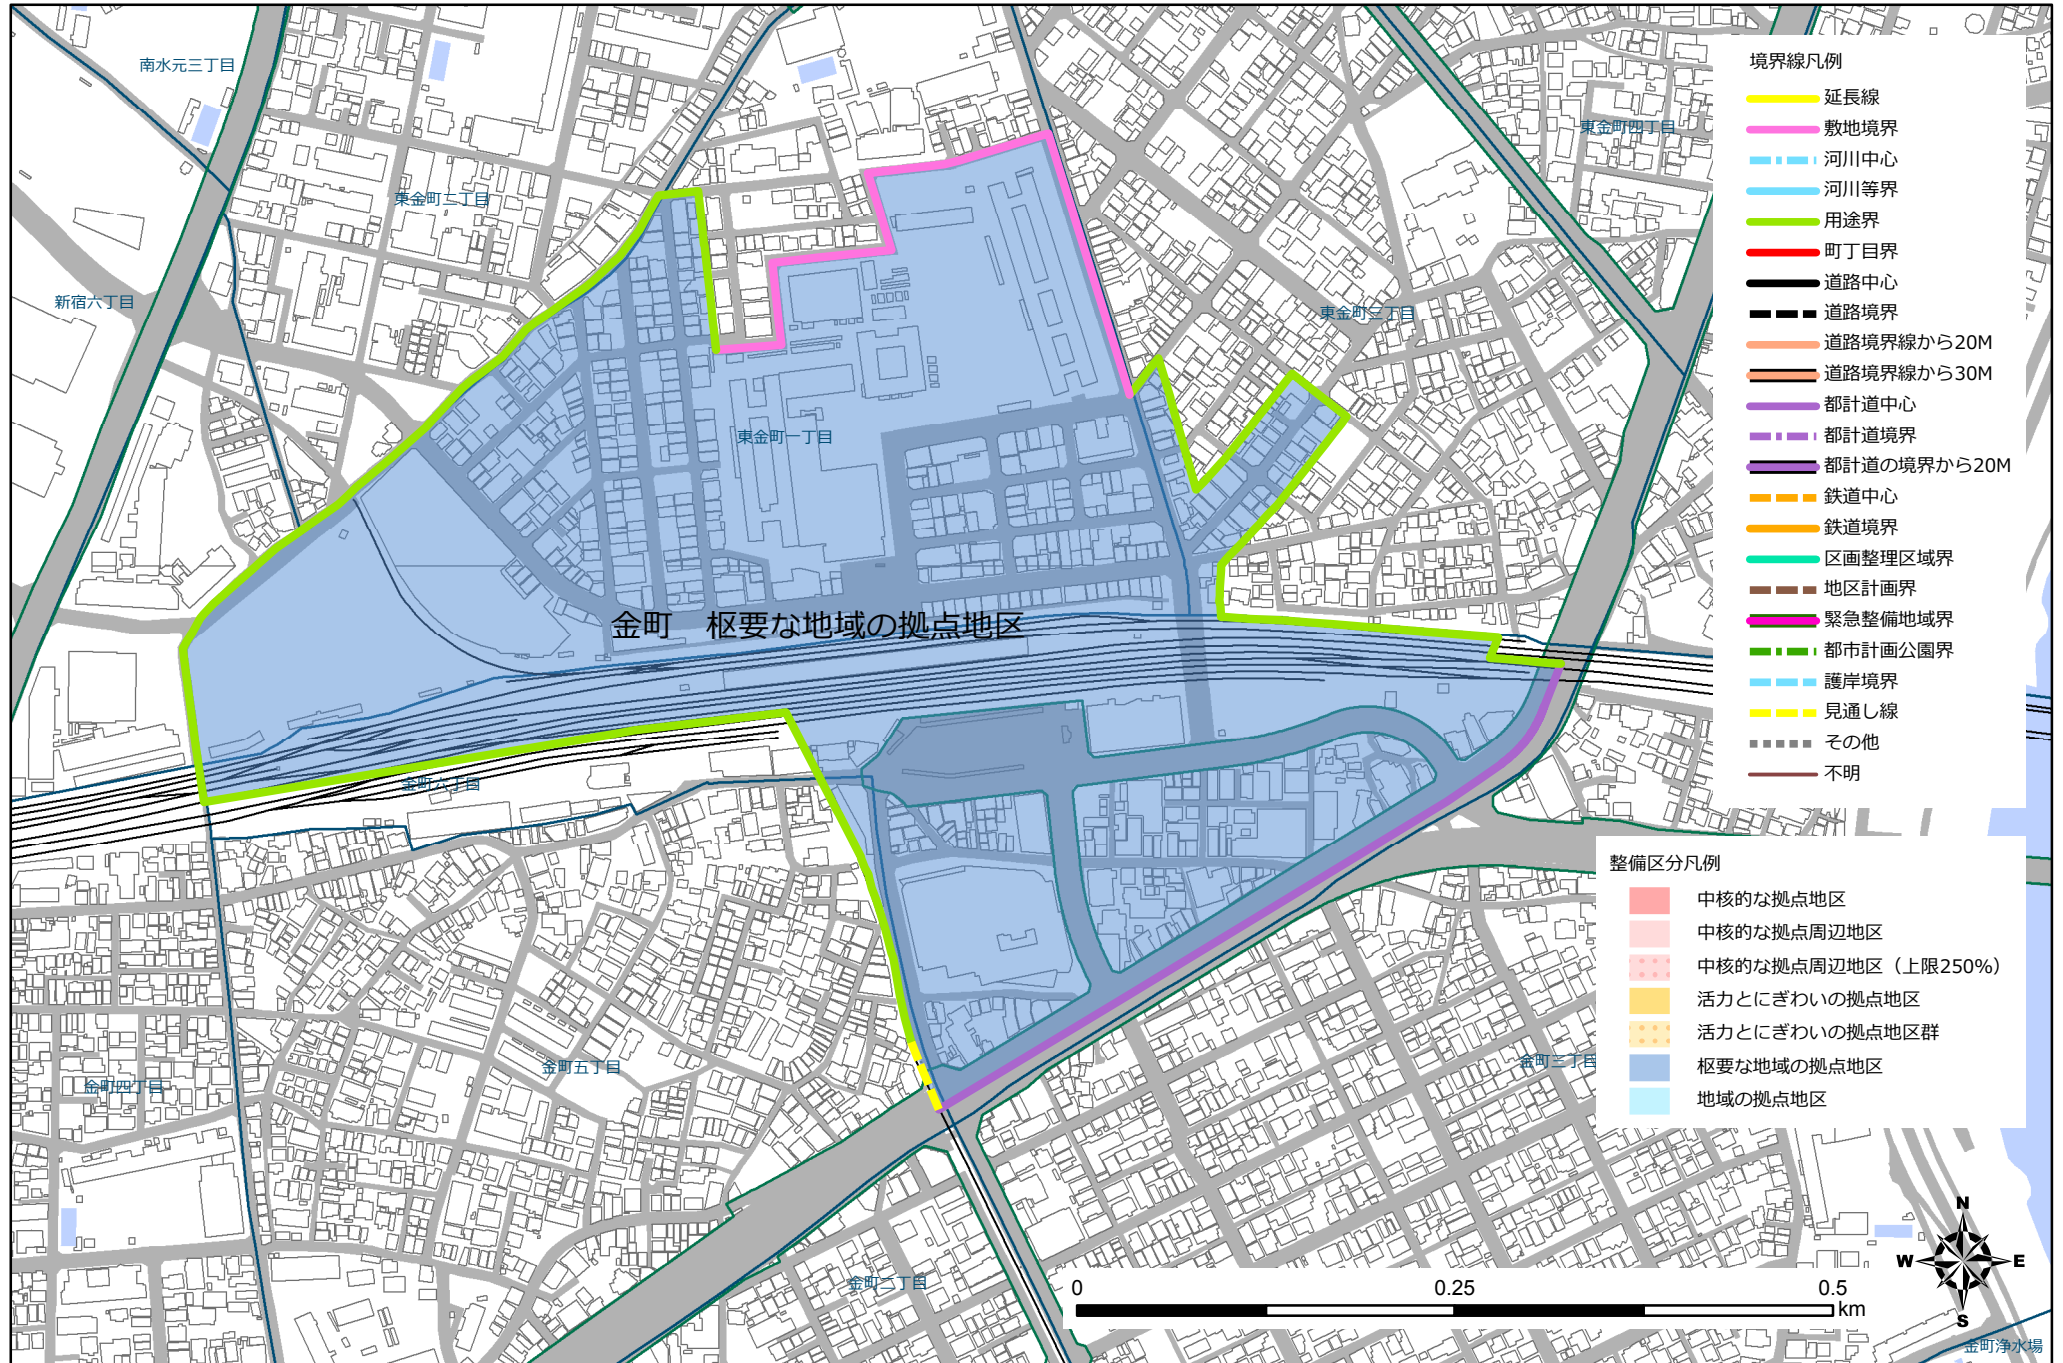 南水元三丁目
東金町二丁目
新宿六丁目
東金町四丁目
東金町三丁目
東金町一丁目
金町　枢要な地域の拠点地区
金町六丁目
金町五丁目
金町四丁目
金町三丁目
金町二丁目
金町浄水場
境界線凡例
延長線
敷地境界
河川中心
河川等界
用途界
町丁目界
道路中心
道路境界
道路境界線から20M
道路境界線から30M
都計道中心
都計道境界
都計道の境界から20M
鉄道中心
鉄道境界
区画整理区域界
地区計画界
緊急整備地域界
都市計画公園界
護岸境界
見通し線
その他
不明
整備区分凡例
中核的な拠点地区
中核的な拠点周辺地区
中核的な拠点周辺地区（上限250%）
活力とにぎわいの拠点地区
活力とにぎわいの拠点地区群
枢要な地域の拠点地区
地域の拠点地区
N
W E
S
0 0.25 0.5
km